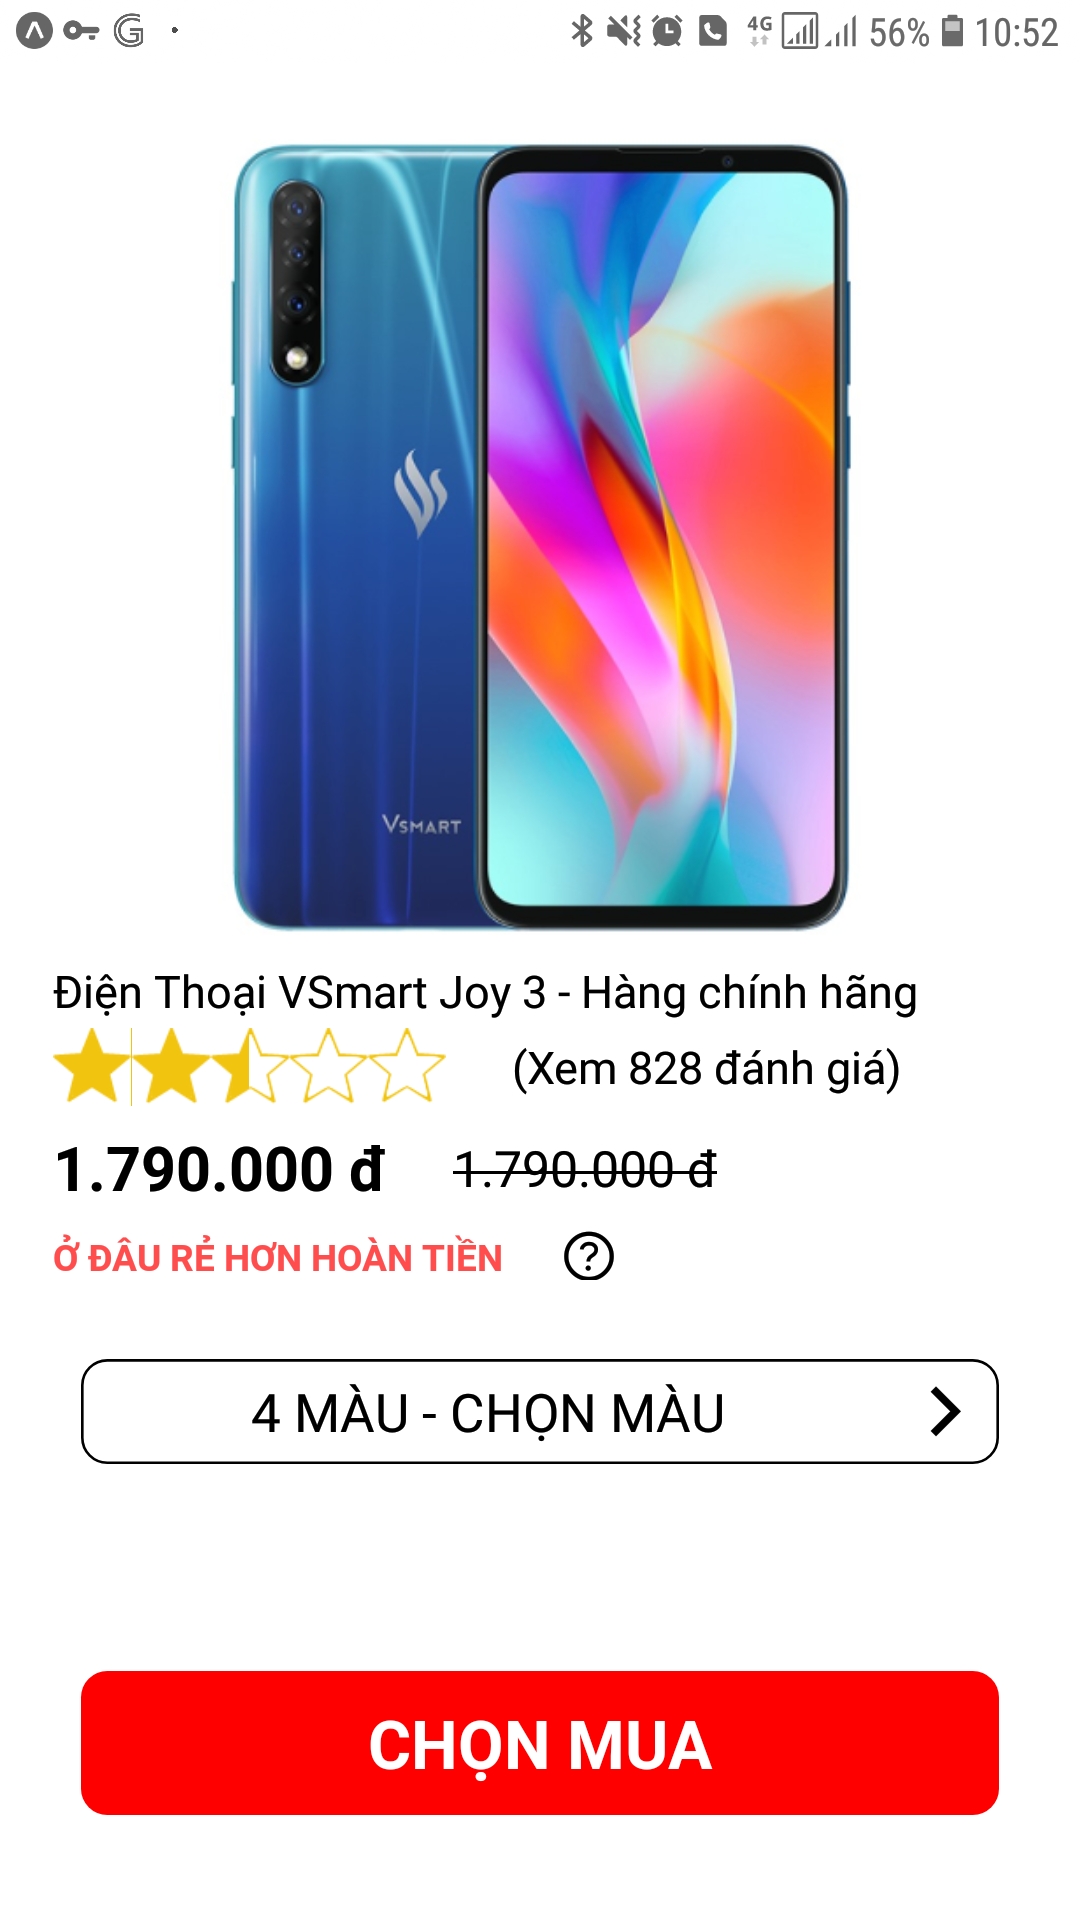 4G 56% 10:52
VSMART
Điện Thoại VSmart Joy 3 - Hàng chính hãng
(Xem 828 đánh giá)
1.790.000 đ 1.790.000 đ
Ở ĐÂU RẺ HƠN HOÀN TIỀN ?
4 MÀU - CHỌN MÀU
CHỌN MUA